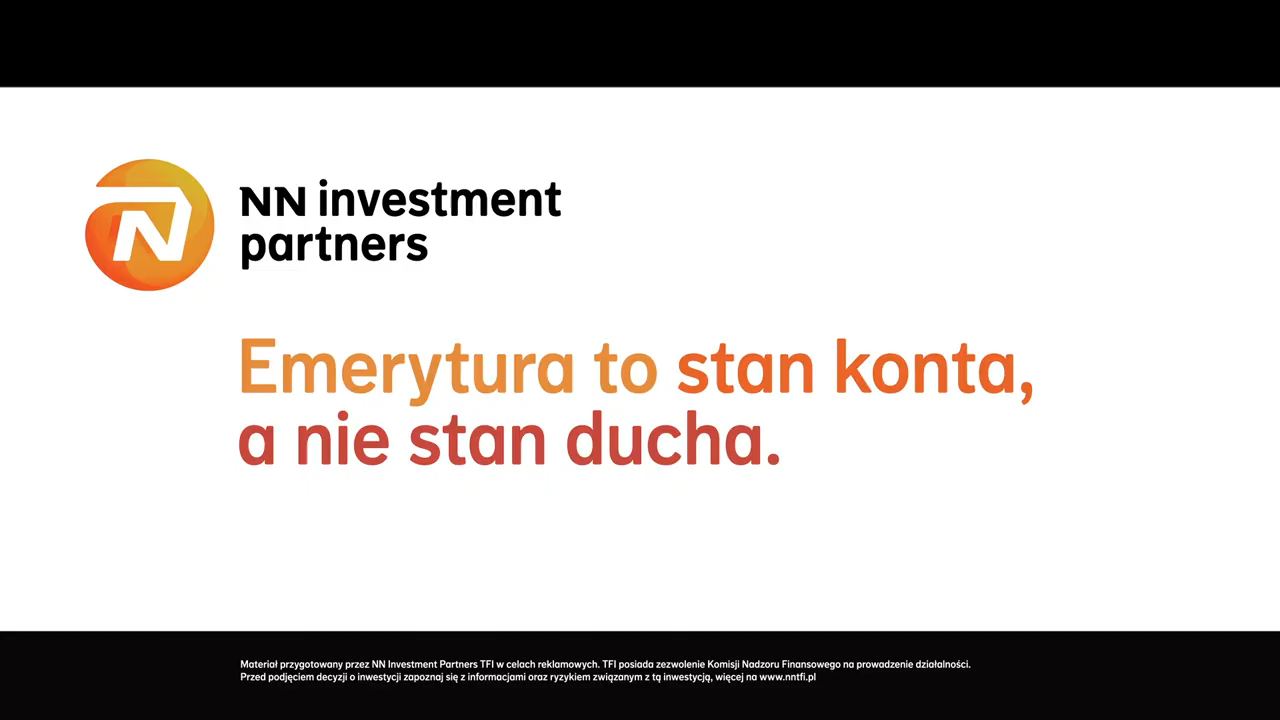 NN investment
partners
Emerytura to stan konta,
a nie stan ducha.
Materiał przygotowany przez NN Investment Partners TFI w celach reklamowych. TFI posiada zezwolenie Komisji Nadzoru Finansowego na prowadzenie działalności.
Przed podjęciem decyzji o inwestycji zapoznaj się z informacjami oraz ryzykiem związanym z tą inwestycją, więcej na www.nntfi.pl